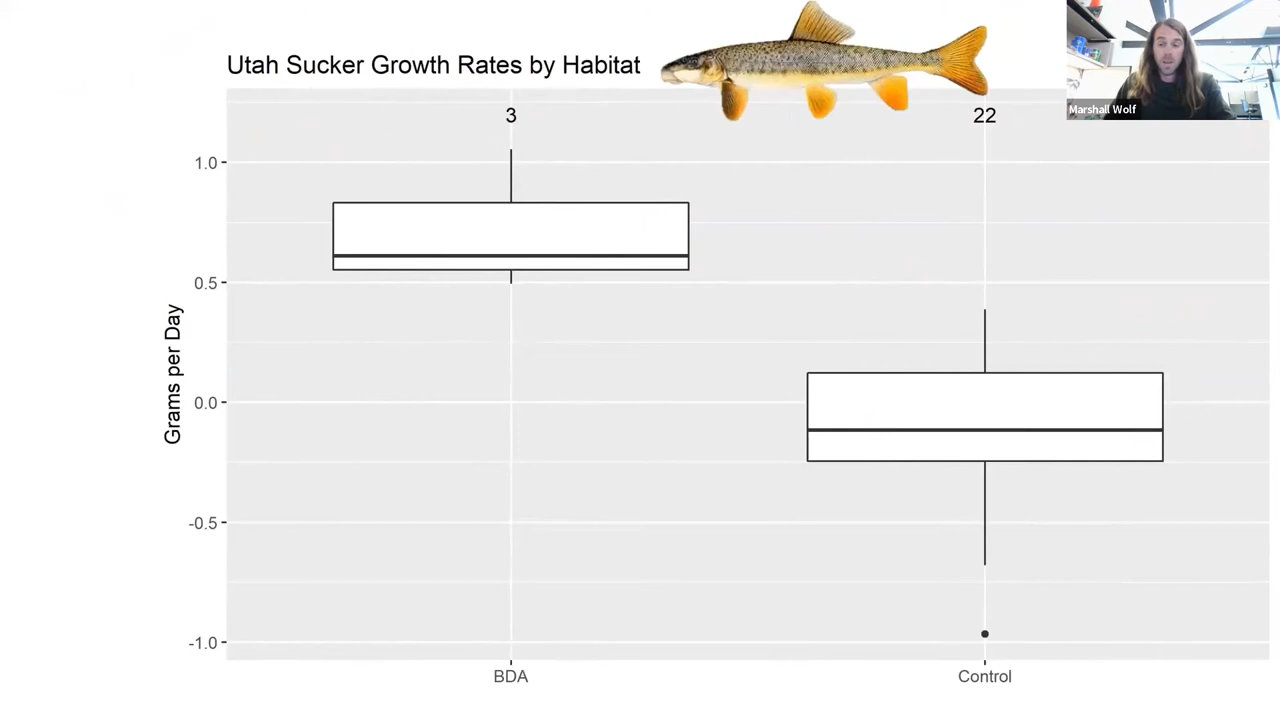 Utah Sucker Growth Rates by Habitat
Marshall Wolf
3
22
1.0
0.5
0.0
-0.5
-1.0
Grams per Day
BDA
Control